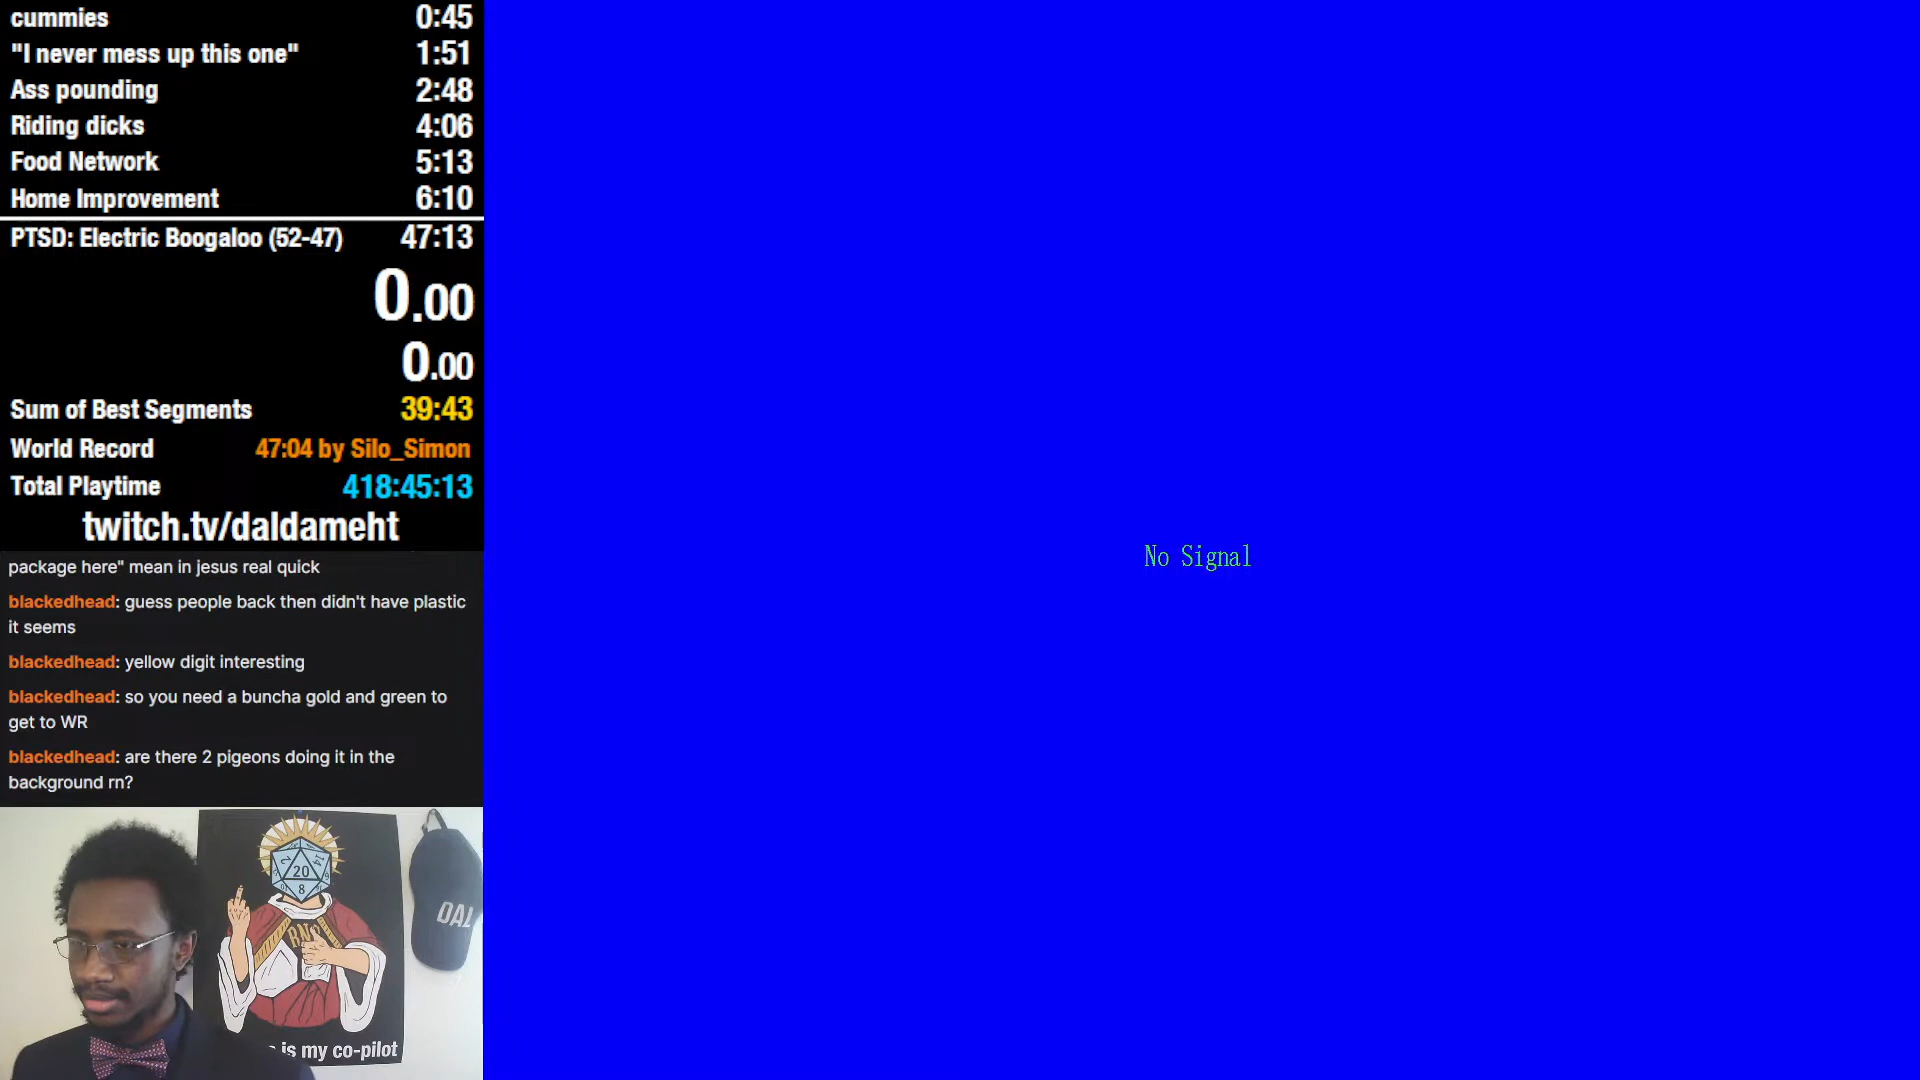 cummies 0:45
"I never mess up this one" 1:51
Ass pounding 2:48
Riding dicks 4:06
Food Network 5:13
Home Improvement 6:10
PTSD: Electric Boogaloo (52-47) 47:13
0.00
0.00
Sum of Best Segments 39:43
World Record 47:04 by Silo_Simon
Total Playtime 418:45:13
twitch.tv/daldameht
package here" mean in jesus real quick
blackedhead: guess people back then didn't have plastic
it seems
blackedhead: yellow digit interesting
blackedhead: so you need a buncha gold and green to
get to WR
blackedhead: are there 2 pigeons doing it in the
background rn?
No Signal
20
8
2
14
DAL
is my co-pilot